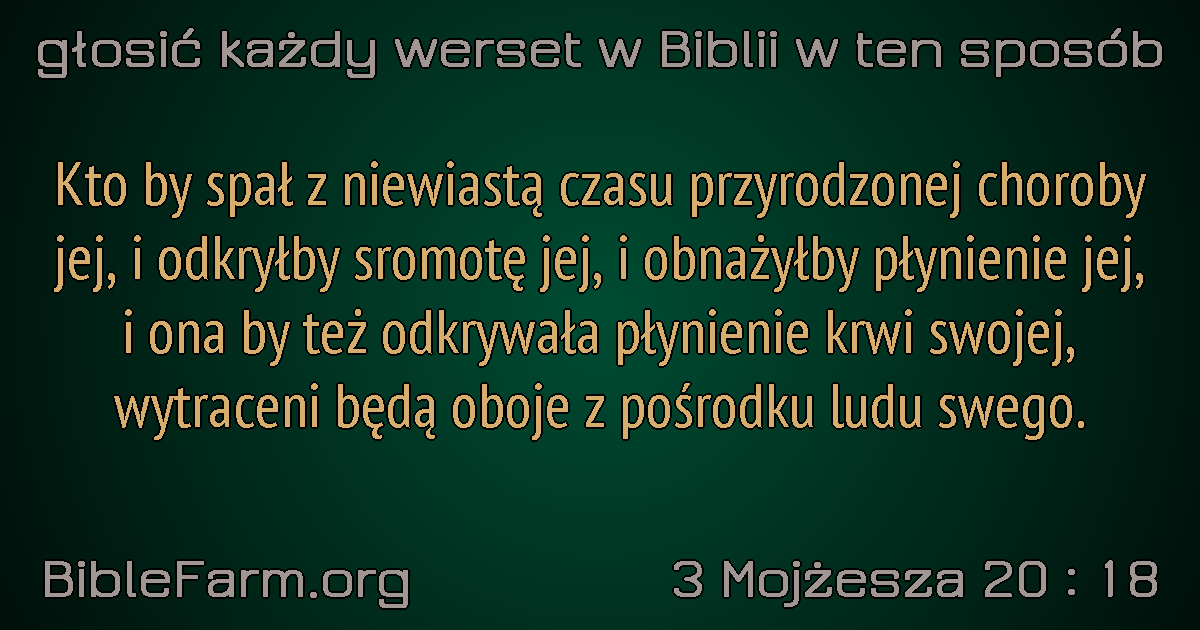 głosić każdy werset w Biblii w ten sposób
Kto by spał z niewiastą czasu przyrodzonej choroby
jej, i odkryłby sromotę jej, i obnażyłby płynienie jej,
i ona by też odkrywała płynienie krwi swojej,
wytraceni będą oboje z pośrodku ludu swego.
BibleFarm.org
3 Mojżesza 20 : 18